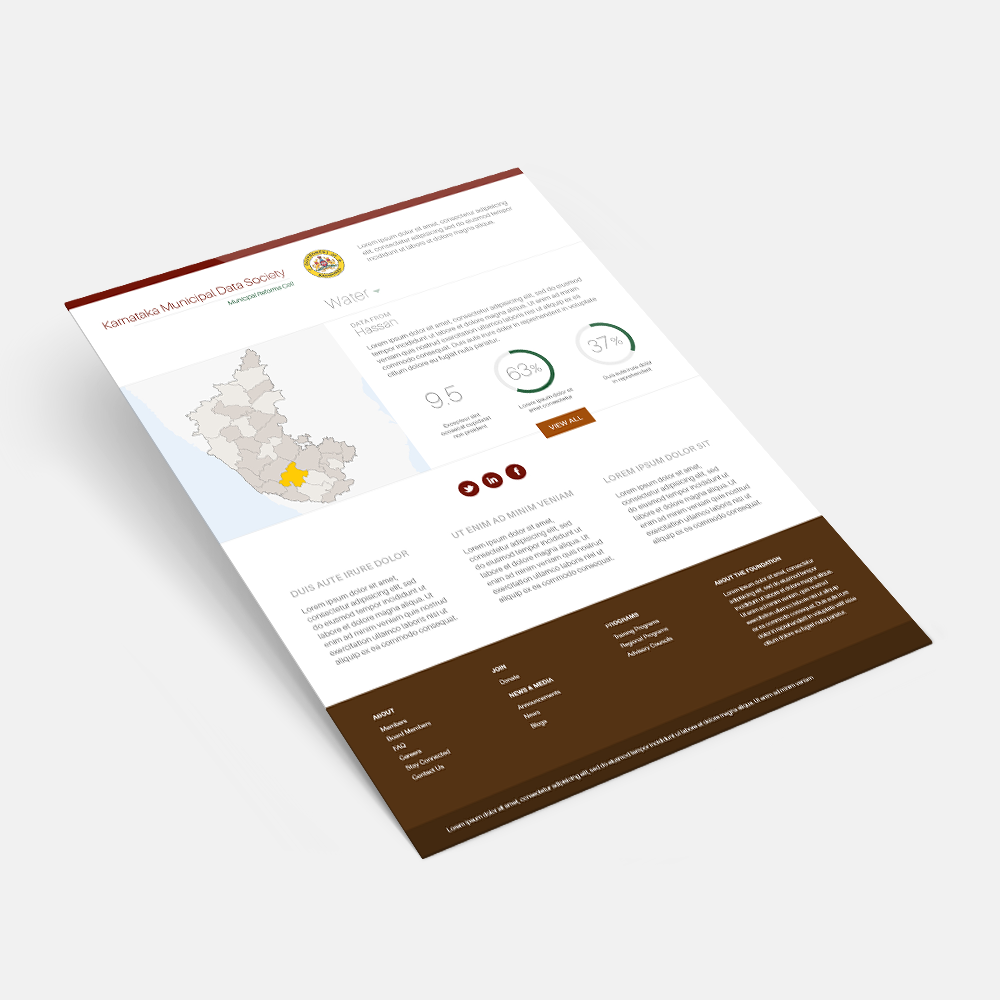 Karnataka Municipal Data Society
Municipal Reforms Cell
Lorem ipsum dolor sit amet, consectetur adipisicing
elit, consectetur adipisicing sed do eiusmod tempor
incididunt ut labore et dolore magna aliqua.
Water
DATA FROM
Hassan
Lorem ipsum dolor sit amet, consectetur adipisicing elit, sed do eiusmod
tempor incididunt ut labore et dolore magna aliqua. Ut enim ad minim
veniam quis nostrud exercitation ullamco laboris nisi ut aliquip ex ea
commodo consequat. Duis aute irure dolor in reprehenderit in voluptate
cillum dolore eu fugiat nulla pariatur.
9.5
Excepteur sint
occaecat cupidatat
non proident
63%
Lorem ipsum dolor sit
amet consectetur
37%
Duis aute irure dolor
in reprehenderit
VIEW ALL
DUIS AUTE IRURE DOLOR
Lorem ipsum dolor sit amet,
consectetur adipisicing elit, sed
do eiusmod tempor incididunt ut
labore et dolore magna aliqua. Ut
enim ad minim veniam quis nostrud
exercitation ullamco laboris nisi ut
aliquip ex ea commodo consequat.
UT ENIM AD MINIM VENIAM
Lorem ipsum dolor sit amet,
consectetur adipisicing elit, sed
do eiusmod tempor incididunt ut
labore et dolore magna aliqua. Ut
enim ad minim veniam quis nostrud
exercitation ullamco laboris nisi ut
aliquip ex ea commodo consequat.
LOREM IPSUM DOLOR SIT
Lorem ipsum dolor sit amet,
consectetur adipisicing elit, sed
do eiusmod tempor incididunt ut
labore et dolore magna aliqua. Ut
enim ad minim veniam quis nostrud
exercitation ullamco laboris nisi ut
aliquip ex ea commodo consequat.
ABOUT
Members
Board Members
FAQ
Careers
Stay Connected
Contact Us
JOIN
Donate
NEWS & MEDIA
Announcements
News
Blogs
PROGRAMS
Training Programs
Regional Programs
Advisory Councils
ABOUT THE FOUNDATION
Lorem ipsum dolor sit amet, consectetur
adipisicing elit, sed do eiusmod tempor
incididunt ut labore et dolore magna aliqua.
Ut enim ad minim veniam, quis nostrud
exercitation ullamco laboris nisi ut aliquip
ex ea commodo consequat. Duis aute irure
dolor in reprehenderit in voluptate velit esse
cillum dolore eu fugiat nulla pariatur.
Lorem ipsum dolor sit amet, consectetur adipisicing elit, sed do eiusmod tempor incididunt ut labore et dolore magna aliqua. Ut enim ad minim veniam